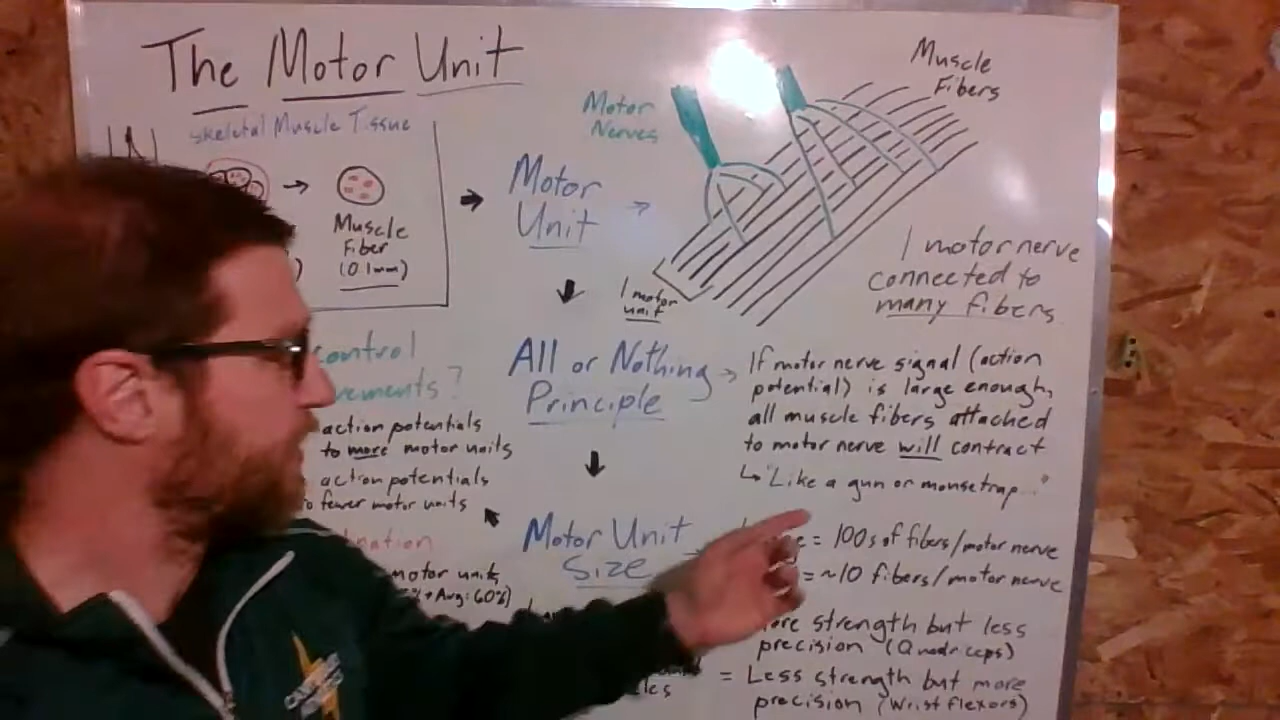 The Motor Unit
Skeletal Muscle Tissue
Muscle
Fiber
(0.1mm)
Motor
Unit
Motor
Nerves
Muscle
Fibers
1 motor
unit
1 motor nerve
connected to
many fibers
All or Nothing
Principle
If motor nerve signal (action
potential) is large enough,
all muscle fibers attached
to motor nerve will contract
"Like a gun or mousetrap..."
control
action potentials
to more motor units
action potentials
fewer motor units
motor units
Avg: 60%)
Motor Unit
Size
= 100s of fibers/motor nerve
= ~10 fibers/motor nerve
strength but less
precision (Quadriceps)
= Less strength but more
precision (Wrist flexors)